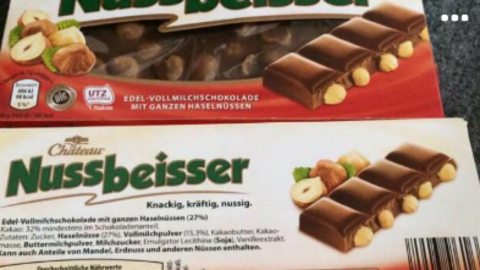 Nussbeisser
UTZ
EDEL-VOLLMILCHSCHOKOLADE
MIT GANZEN HASELNÜSSEN
Château
Nussbeisser
Knackig, kräftig, nussig.
Edel-Vollmilchschokolade mit ganzen Haselnüssen (27%)
Kakao: 32% mindestens im Schokoladenanteil.
Zutaten: Zucker, Haselnüsse (27%), Vollmilchpulver (15,3%), Kakaobutter, Kakao-
masse, Buttermilchpulver, Milchzucker, Emulgator Lecithine (Soja), Vanilleextrakt.
Kann auch Anteile von Mandel, Erdnuss und anderen Nüssen enthalten.
Durchschnittliche Nährwerte